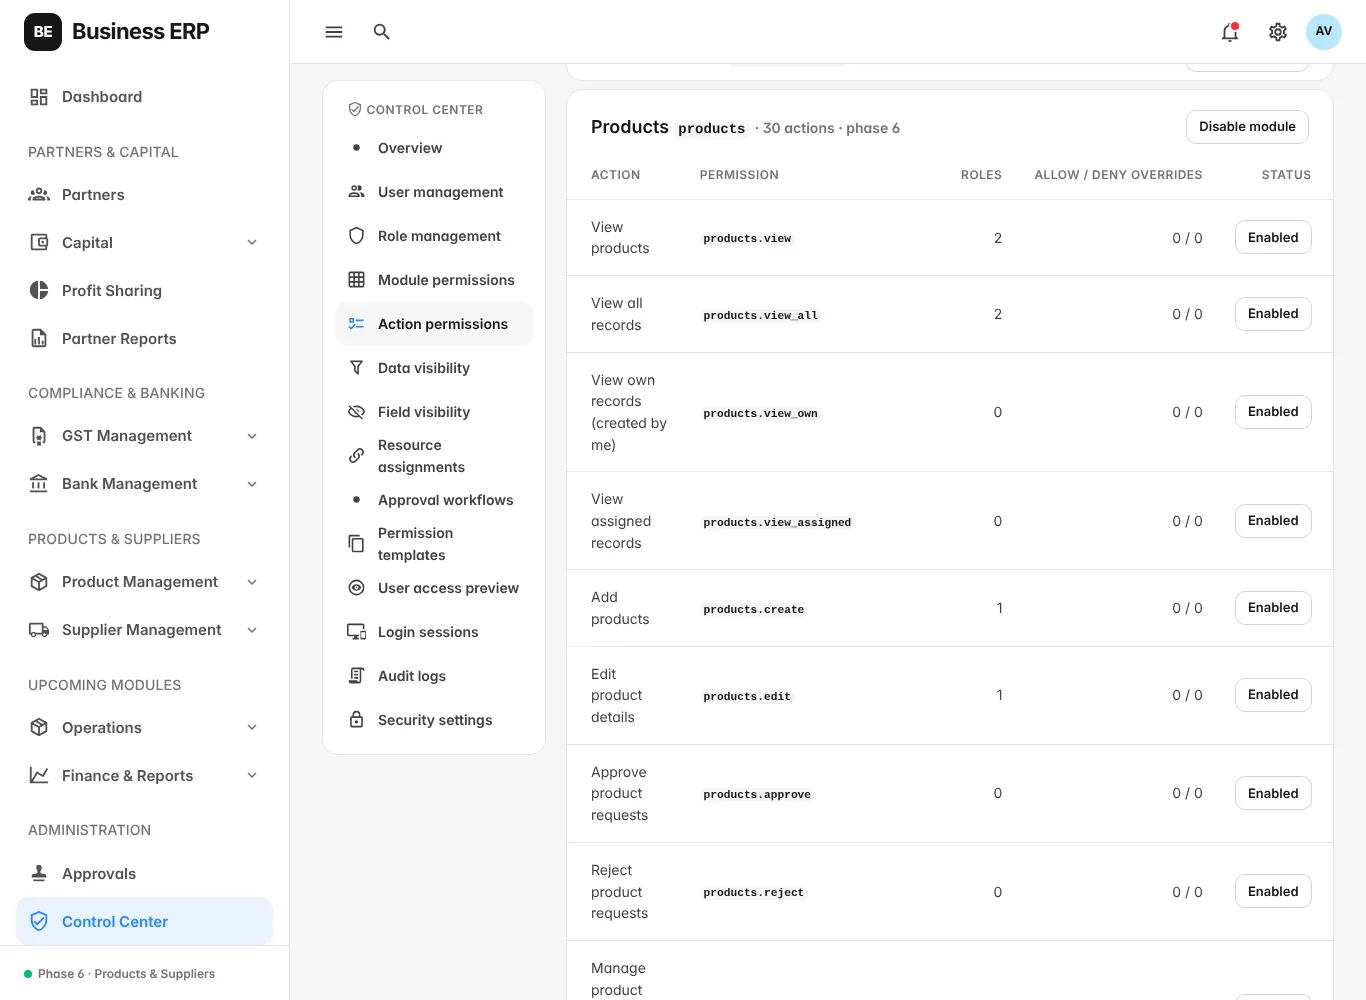 BE Business ERP
Dashboard
PARTNERS & CAPITAL
Partners
Capital
Profit Sharing
Partner Reports
COMPLIANCE & BANKING
GST Management
Bank Management
PRODUCTS & SUPPLIERS
Product Management
Supplier Management
UPCOMING MODULES
Operations
Finance & Reports
ADMINISTRATION
Approvals
Control Center
Phase 6 · Products & Suppliers
AV
CONTROL CENTER
Overview
User management
Role management
Module permissions
Action permissions
Data visibility
Field visibility
Resource
assignments
Approval workflows
Permission
templates
User access preview
Login sessions
Audit logs
Security settings
Products products · 30 actions · phase 6 Disable module
ACTION PERMISSION ROLES ALLOW / DENY OVERRIDES STATUS
View
products
products.view 2 0 / 0 Enabled
View all
records
products.view_all 2 0 / 0 Enabled
View own
records
(created by
me)
products.view_own 0 0 / 0 Enabled
View
assigned
records
products.view_assigned 0 0 / 0 Enabled
Add
products
products.create 1 0 / 0 Enabled
Edit
product
details
products.edit 1 0 / 0 Enabled
Approve
product
requests
products.approve 0 0 / 0 Enabled
Reject
product
requests
products.reject 0 0 / 0 Enabled
Manage
product